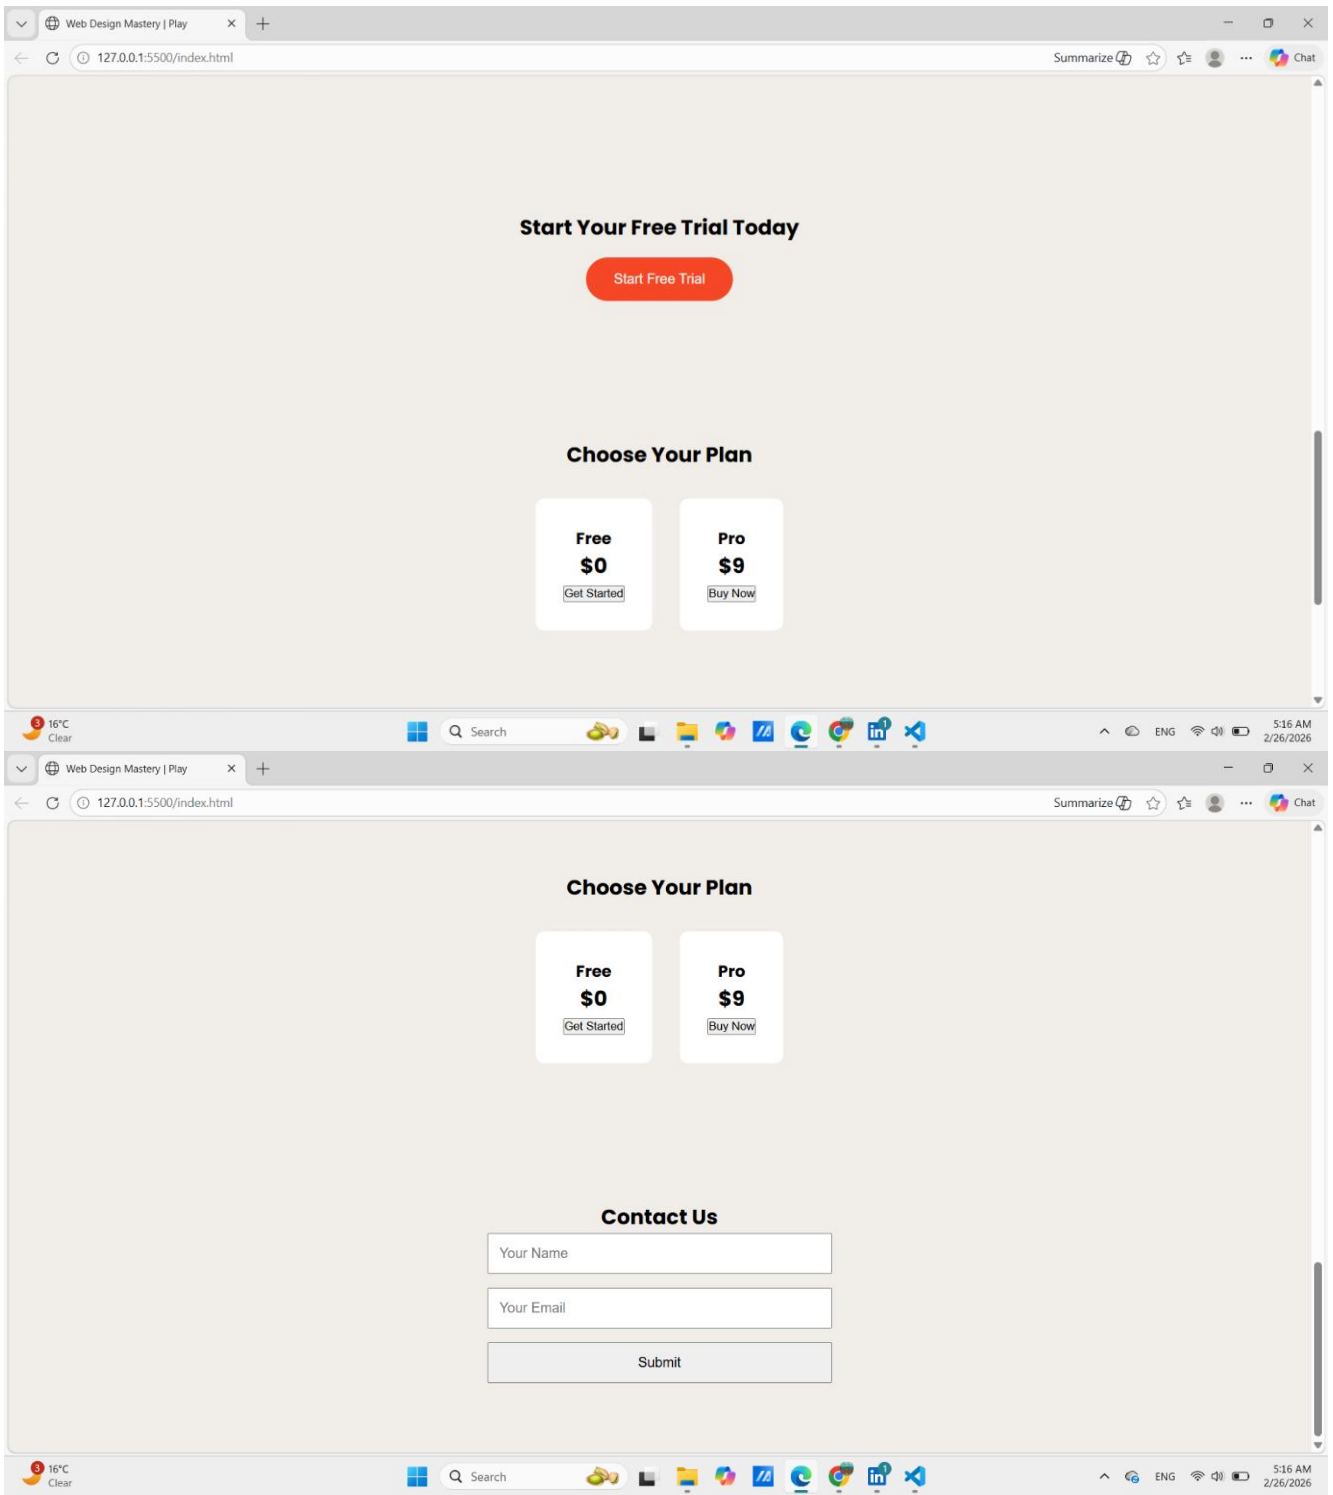 Web Design Mastery | Play
127.0.0.1:5500/index.html
Summarize
Chat
Start Your Free Trial Today
Start Free Trial
Choose Your Plan
Free
Pro
$0
$9
Get Started
Buy Now
3
16°C
Clear
Search
1
ENG
5:16 AM
2/26/2026
Web Design Mastery | Play
127.0.0.1:5500/index.html
Summarize
Chat
Choose Your Plan
Free
Pro
$0
$9
Get Started
Buy Now
Contact Us
Your Name
Your Email
Submit
3
16°C
Clear
Search
1
ENG
5:16 AM
2/26/2026